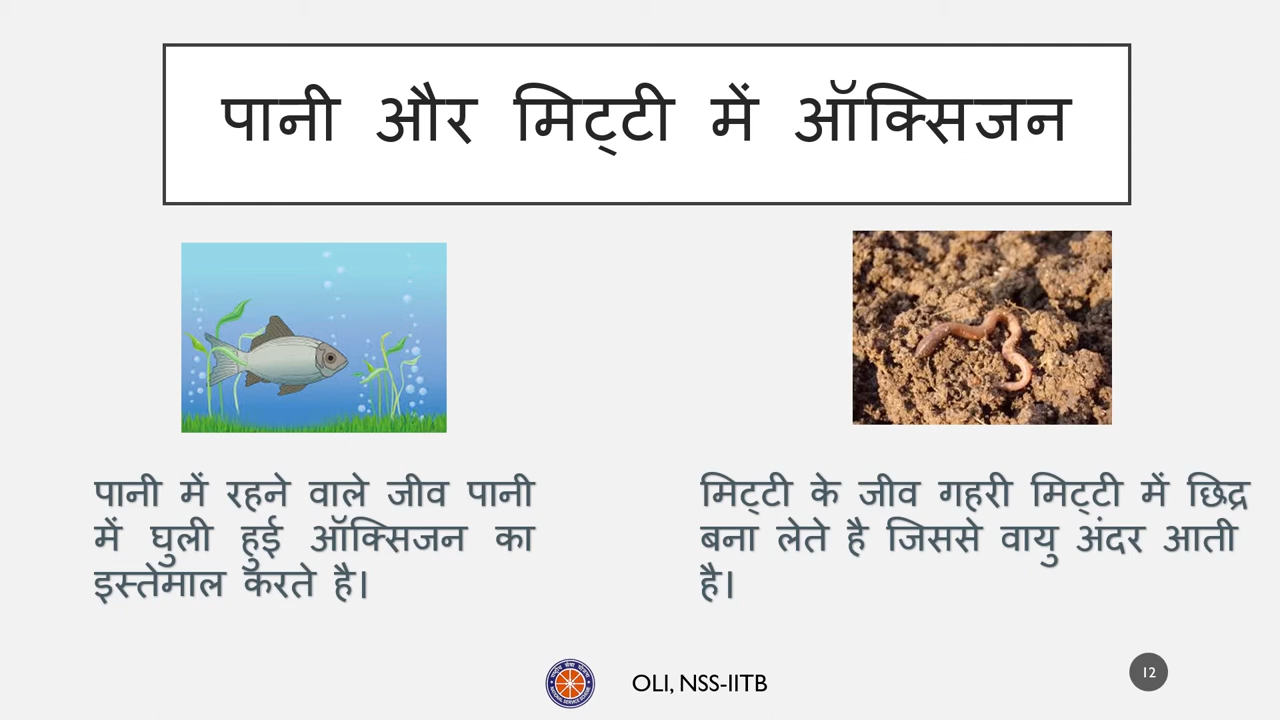 पानी और मिट्टी में ऑक्सिजन
पानी में रहने वाले जीव पानी
में घुली हुई ऑक्सिजन का
इस्तेमाल करते है।
मिट्टी के जीव गहरी मिट्टी में छिद्र
बना लेते है जिससे वायु अंदर आती
है।
OLI, NSS-IITB
12